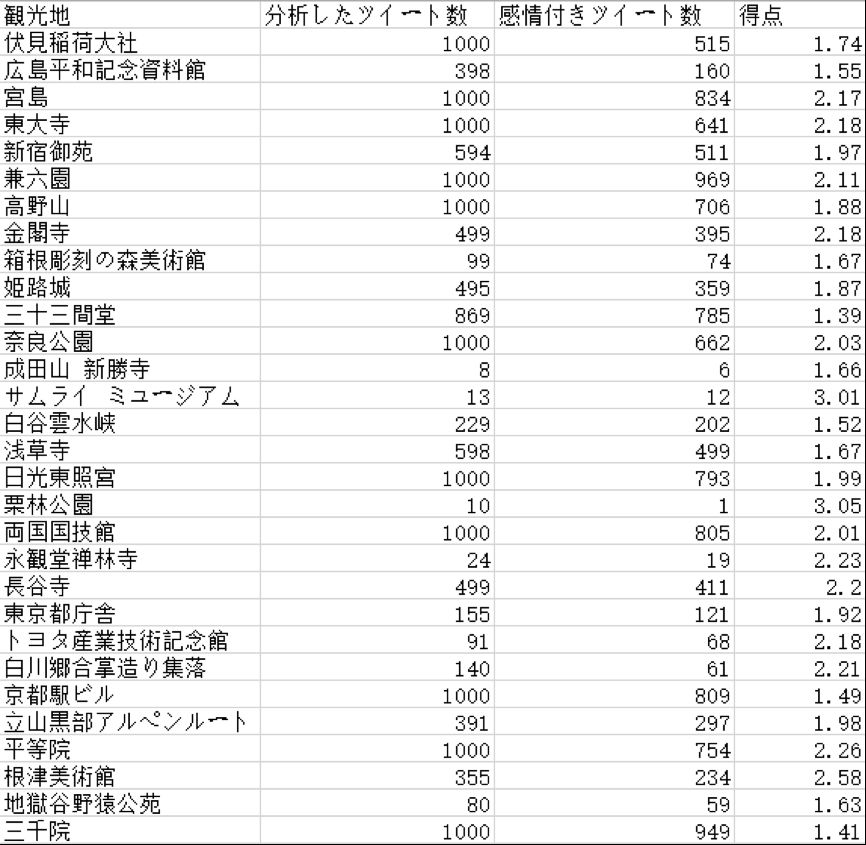 観光地 分析したツイート数 感情付きツイート数 得点
伏見稲荷大社 1000 515 1.74
広島平和記念資料館 398 160 1.55
宮島 1000 834 2.17
東大寺 1000 641 2.18
新宿御苑 594 511 1.97
兼六園 1000 969 2.11
高野山 1000 706 1.88
金閣寺 499 395 2.18
箱根彫刻の森美術館 99 74 1.67
姫路城 495 359 1.87
三十三間堂 869 785 1.39
奈良公園 1000 662 2.03
成田山 新勝寺 8 6 1.66
サムライ ミュージアム 13 12 3.01
白谷雲水峡 229 202 1.52
浅草寺 598 499 1.67
日光東照宮 1000 793 1.99
栗林公園 10 1 3.05
両国国技館 1000 805 2.01
永観堂禅林寺 24 19 2.23
長谷寺 499 411 2.2
東京都庁舎 155 121 1.92
トヨタ産業技術記念館 91 68 2.18
白川郷合掌造り集落 140 61 2.21
京都駅ビル 1000 809 1.49
立山黒部アルペンルート 391 297 1.98
平等院 1000 754 2.26
根津美術館 355 234 2.58
地獄谷野猿公苑 80 59 1.63
三千院 1000 949 1.41